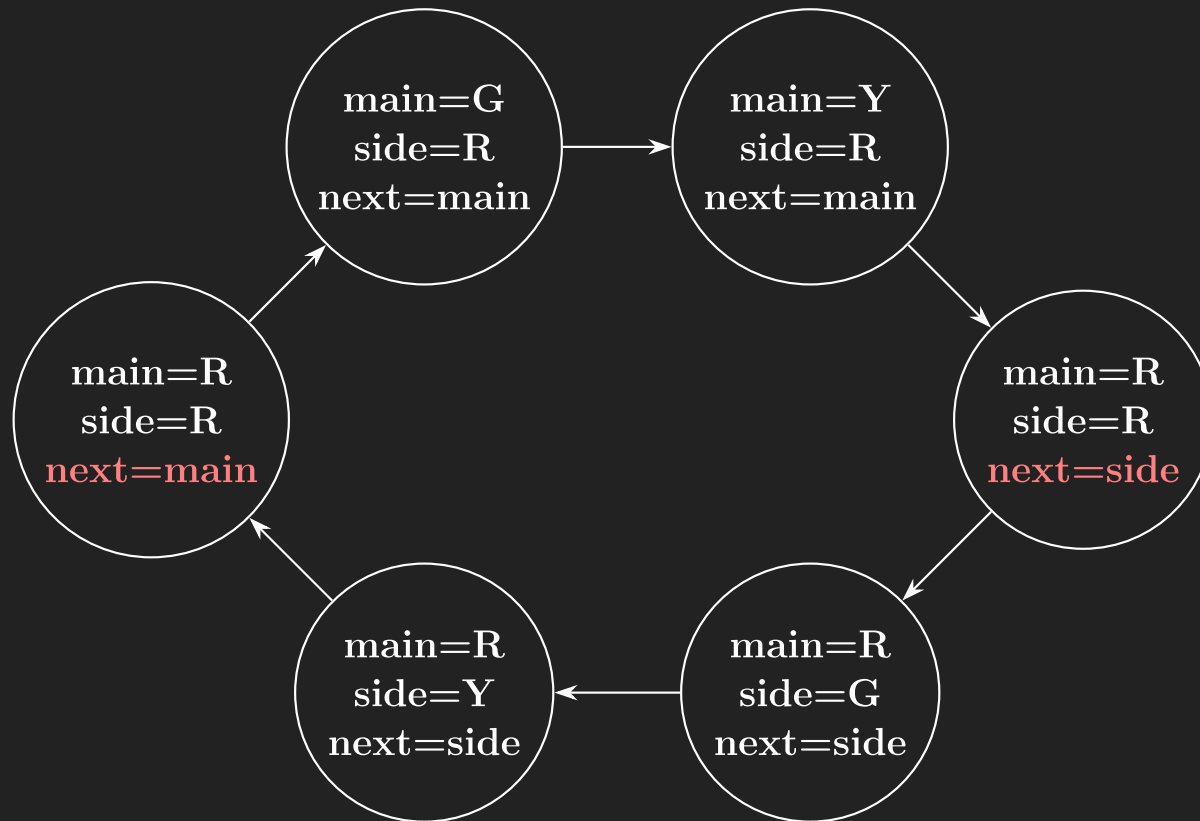 main=G
side=R
next=main
main=Y
side=R
next=main
main=R
side=R
next=main
main=R
side=R
next=side
main=R
side=Y
next=side
main=R
side=G
next=side